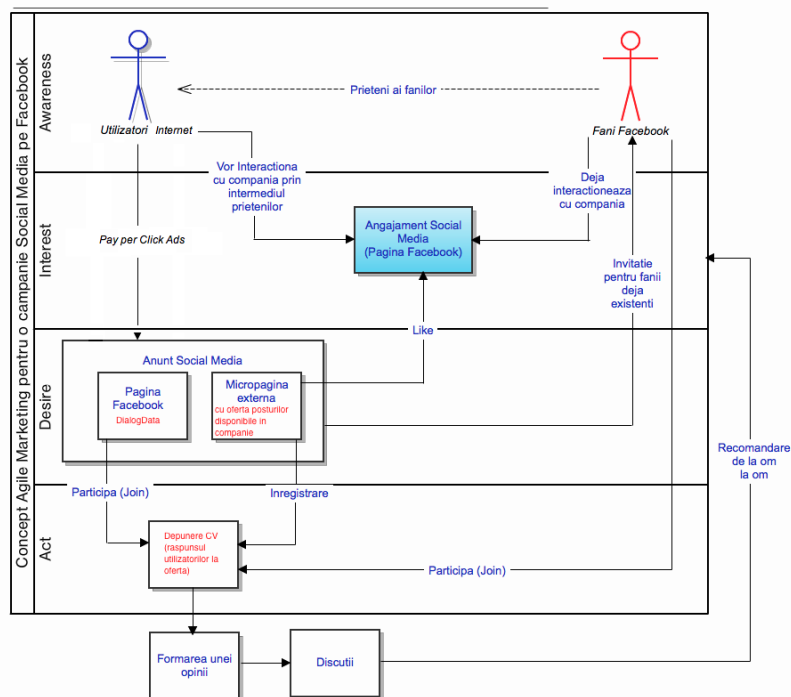 Concept Agile Marketing pentru o campanie Social Media pe Facebook
Awareness
Interest
Desire
Act
Prieteni ai fanilor
Utilizatori Internet
Fani Facebook
Vor Interactiona
cu compania prin
intermediul
prietenilor
Deja
interactioneaza
cu compania
Pay per Click Ads
Angajament Social
Media
(Pagina Facebook)
Invitatie
pentru fanii
deja
existenti
Like
Anunt Social Media
Pagina
Facebook
DialogData
Micropagina
externa
cu oferta posturilor
disponibile in
companie
Recomandare
de la om
la om
Participa (Join)
Inregistrare
Depunere CV
(raspunsul
utilizatorilor la
oferta)
Participa (Join)
Formarea unei
opinii
Discutii